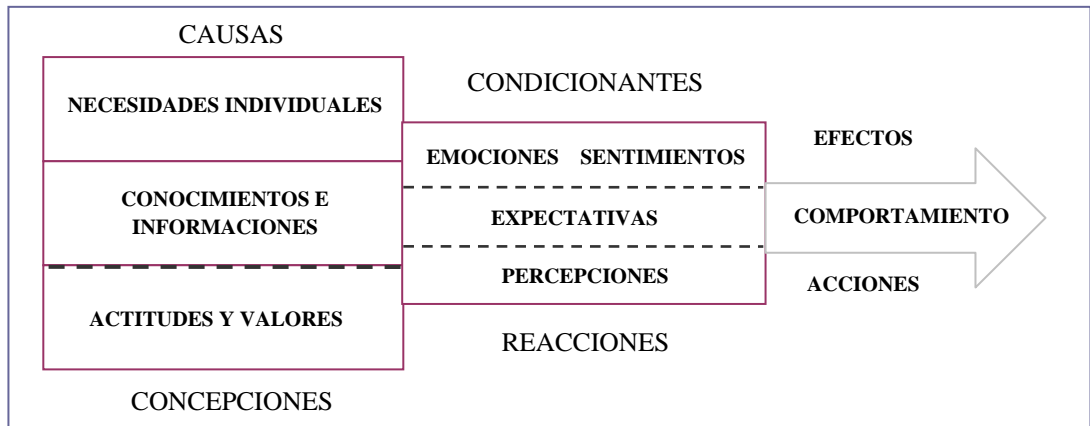 CAUSAS
NECESIDADES INDIVIDUALES
CONOCIMIENTOS E
INFORMACIONES
ACTITUDES Y VALORES
CONCEPCIONES
CONDICIONANTES
EMOCIONES SENTIMIENTOS
EXPECTATIVAS
PERCEPCIONES
REACCIONES
EFECTOS
COMPORTAMIENTO
ACCIONES